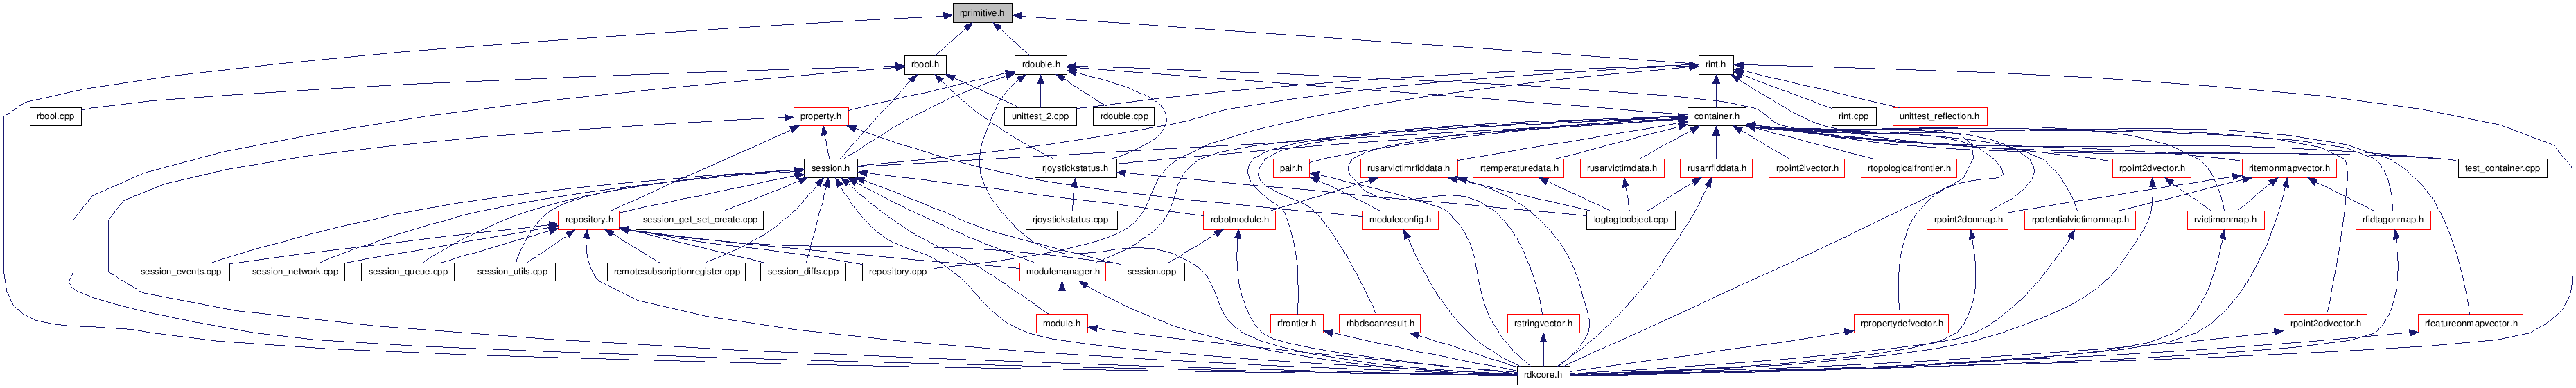 rprimitive.h
rbool.h
rdouble.h
rint.h
rbool.cpp
property.h
unittest_2.cpp
rdouble.cpp
container.h
rint.cpp
unittest_reflection.h
session.h
rjoystickstatus.h
pair.h
rusarvictimrfiddata.h
rtemperaturedata.h
rusarvictimdata.h
rusarrfiddata.h
rpoint2ivector.h
rtopologicalfrontier.h
rpoint2dvector.h
ritemonmapvector.h
test_container.cpp
repository.h
session_get_set_create.cpp
robotmodule.h
rjoystickstatus.cpp
moduleconfig.h
logtagtoobject.cpp
rpoint2donmap.h
rpotentialvictimonmap.h
rvictimonmap.h
rfidtagonmap.h
session_events.cpp
session_network.cpp
session_queue.cpp
session_utils.cpp
remotesubscriptionregister.cpp
session_diffs.cpp
repository.cpp
modulemanager.h
session.cpp
module.h
rfrontier.h
rhbdscanresult.h
rstringvector.h
rpropertydefvector.h
rpoint2odvector.h
rfeatureonmapvector.h
rdkcore.h